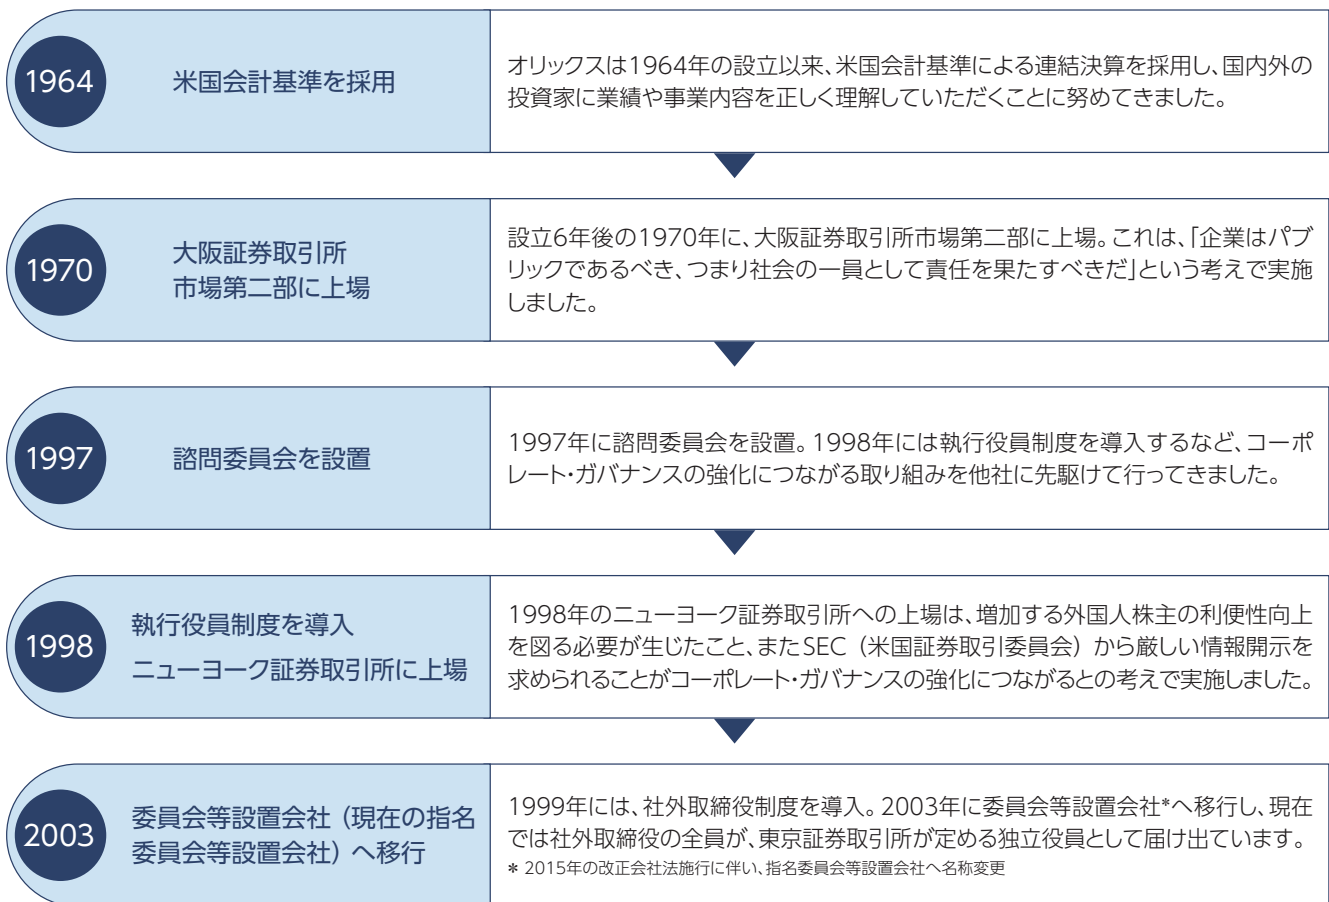 1964
米国会計基準を採用
オリックスは1964年の設立以来、米国会計基準による連結決算を採用し、国内外の
投資家に業績や事業内容を正しく理解していただくことに努めてきました。
1970
大阪証券取引所
市場第二部に上場
設立6年後の1970年に、大阪証券取引所市場第二部に上場。これは、「企業はパブ
リックであるべき、つまり社会の一員として責任を果たすべきだ」という考えで実施
しました。
1997
諮問委員会を設置
1997年に諮問委員会を設置。1998年には執行役員制度を導入するなど、コーポ
レート・ガバナンスの強化につながる取り組みを他社に先駆けて行ってきました。
1998
執行役員制度を導入
ニューヨーク証券取引所に上場
1998年のニューヨーク証券取引所への上場は、増加する外国人株主の利便性向上
を図る必要が生じたこと、またSEC（米国証券取引委員会）から厳しい情報開示を
求められることがコーポレート・ガバナンスの強化につながるとの考えで実施しました。
2003
委員会等設置会社（現在の指名
委員会等設置会社）へ移行
1999年には、社外取締役制度を導入。2003年に委員会等設置会社*へ移行し、現在
では社外取締役の全員が、東京証券取引所が定める独立役員として届け出ています。
* 2015年の改正会社法施行に伴い、指名委員会等設置会社へ名称変更